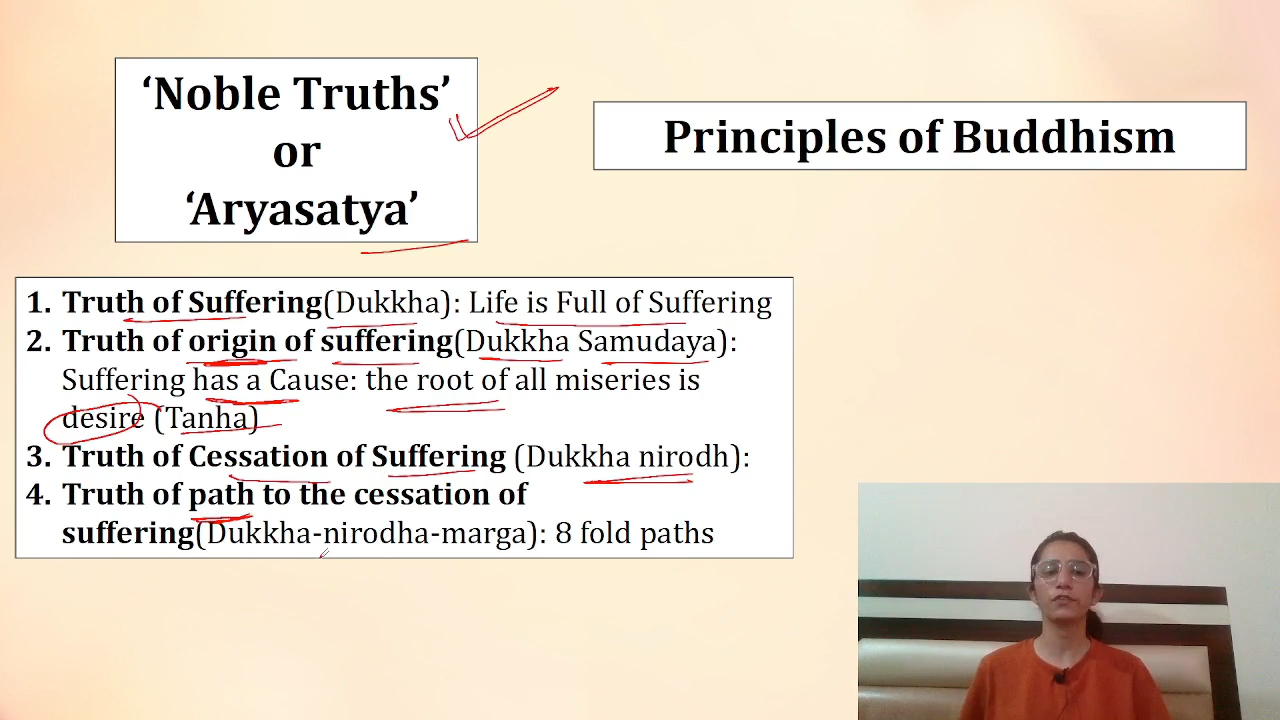 ‘Noble Truths’
or
‘Aryasatya’
Principles of Buddhism
1. Truth of Suffering(Dukkha): Life is Full of Suffering
2. Truth of origin of suffering(Dukkha Samudaya):
Suffering has a Cause: the root of all miseries is
desire (Tanha)
3. Truth of Cessation of Suffering (Dukkha nirodh):
4. Truth of path to the cessation of
suffering(Dukkha-nirodha-marga): 8 fold paths